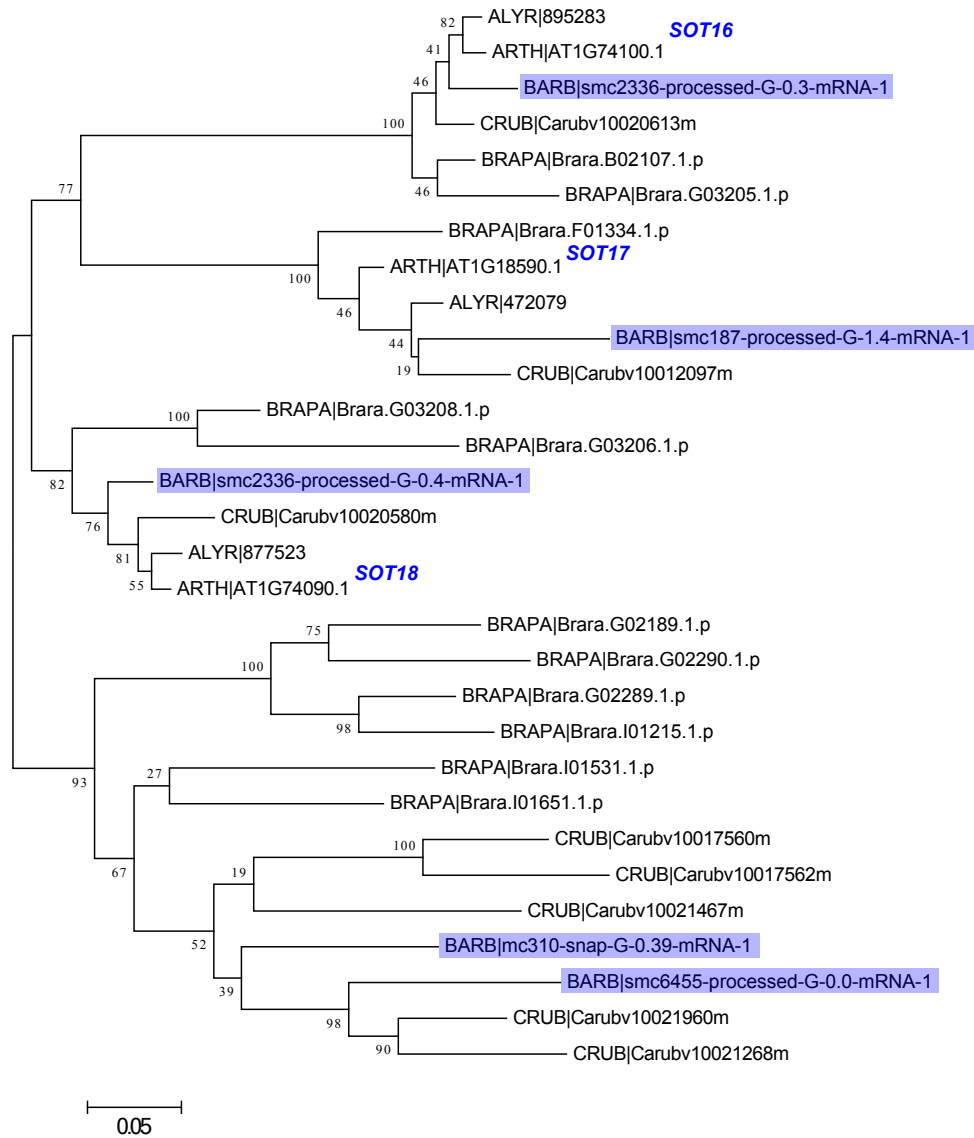 ALYR|895283
82
SOT16
ARTH|AT1G74100.1
41
46
BARB|smc2336-processed-G-0.3-mRNA-1
100
CRUB|Carubv10020613m
BRAPA|Brara.B02107.1.p
46
BRAPA|Brara.G03205.1.p
77
BRAPA|Brara.F01334.1.p
SOT17
100
ARTH|AT1G18590.1
46
ALYR|472079
44
BARB|smc187-processed-G-1.4-mRNA-1
19
CRUB|Carubv10012097m
100
BRAPA|Brara.G03208.1.p
BRAPA|Brara.G03206.1.p
82
BARB|smc2336-processed-G-0.4-mRNA-1
76
CRUB|Carubv10020580m
81
ALYR|877523
SOT18
55
ARTH|AT1G74090.1
75
BRAPA|Brara.G02189.1.p
100
BRAPA|Brara.G02290.1.p
BRAPA|Brara.G02289.1.p
98
BRAPA|Brara.I01215.1.p
93
27
BRAPA|Brara.I01531.1.p
BRAPA|Brara.I01651.1.p
67
CRUB|Carubv10017560m
100
19
CRUB|Carubv10017562m
CRUB|Carubv10021467m
52
BARB|mc310-snap-G-0.39-mRNA-1
39
BARB|smc6455-processed-G-0.0-mRNA-1
98
CRUB|Carubv10021960m
90
CRUB|Carubv10021268m
0.05